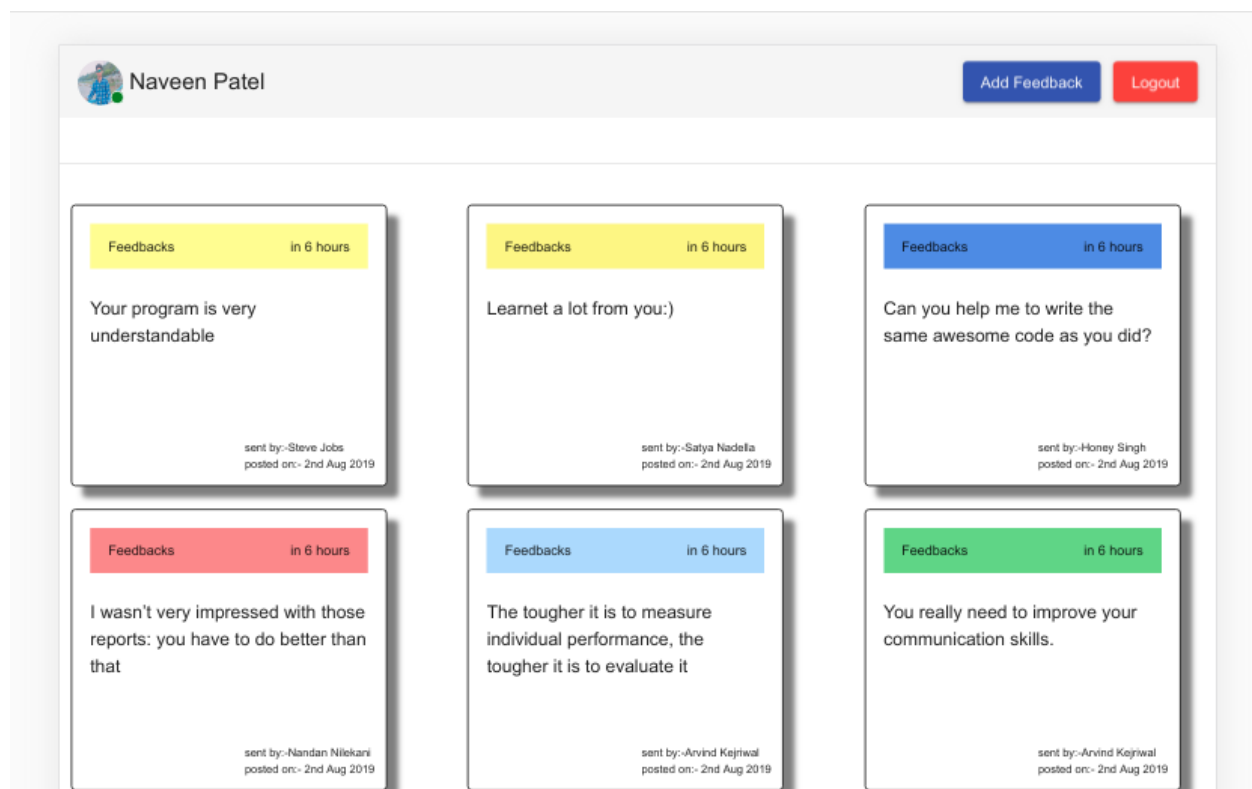 Naveen Patel
Add Feedback
Logout
Feedbacks in 6 hours
Your program is very
understandable
sent by:-Steve Jobs
posted on:- 2nd Aug 2019
Feedbacks in 6 hours
Learnet a lot from you:)
sent by:-Satya Nadella
posted on:- 2nd Aug 2019
Feedbacks in 6 hours
Can you help me to write the
same awesome code as you did?
sent by:-Honey Singh
posted on:- 2nd Aug 2019
Feedbacks in 6 hours
I wasn’t very impressed with those
reports: you have to do better than
that
sent by:-Nandan Nilekani
posted on:- 2nd Aug 2019
Feedbacks in 6 hours
The tougher it is to measure
individual performance, the
tougher it is to evaluate it
sent by:-Arvind Kejriwal
posted on:- 2nd Aug 2019
Feedbacks in 6 hours
You really need to improve your
communication skills.
sent by:-Arvind Kejriwal
posted on:- 2nd Aug 2019